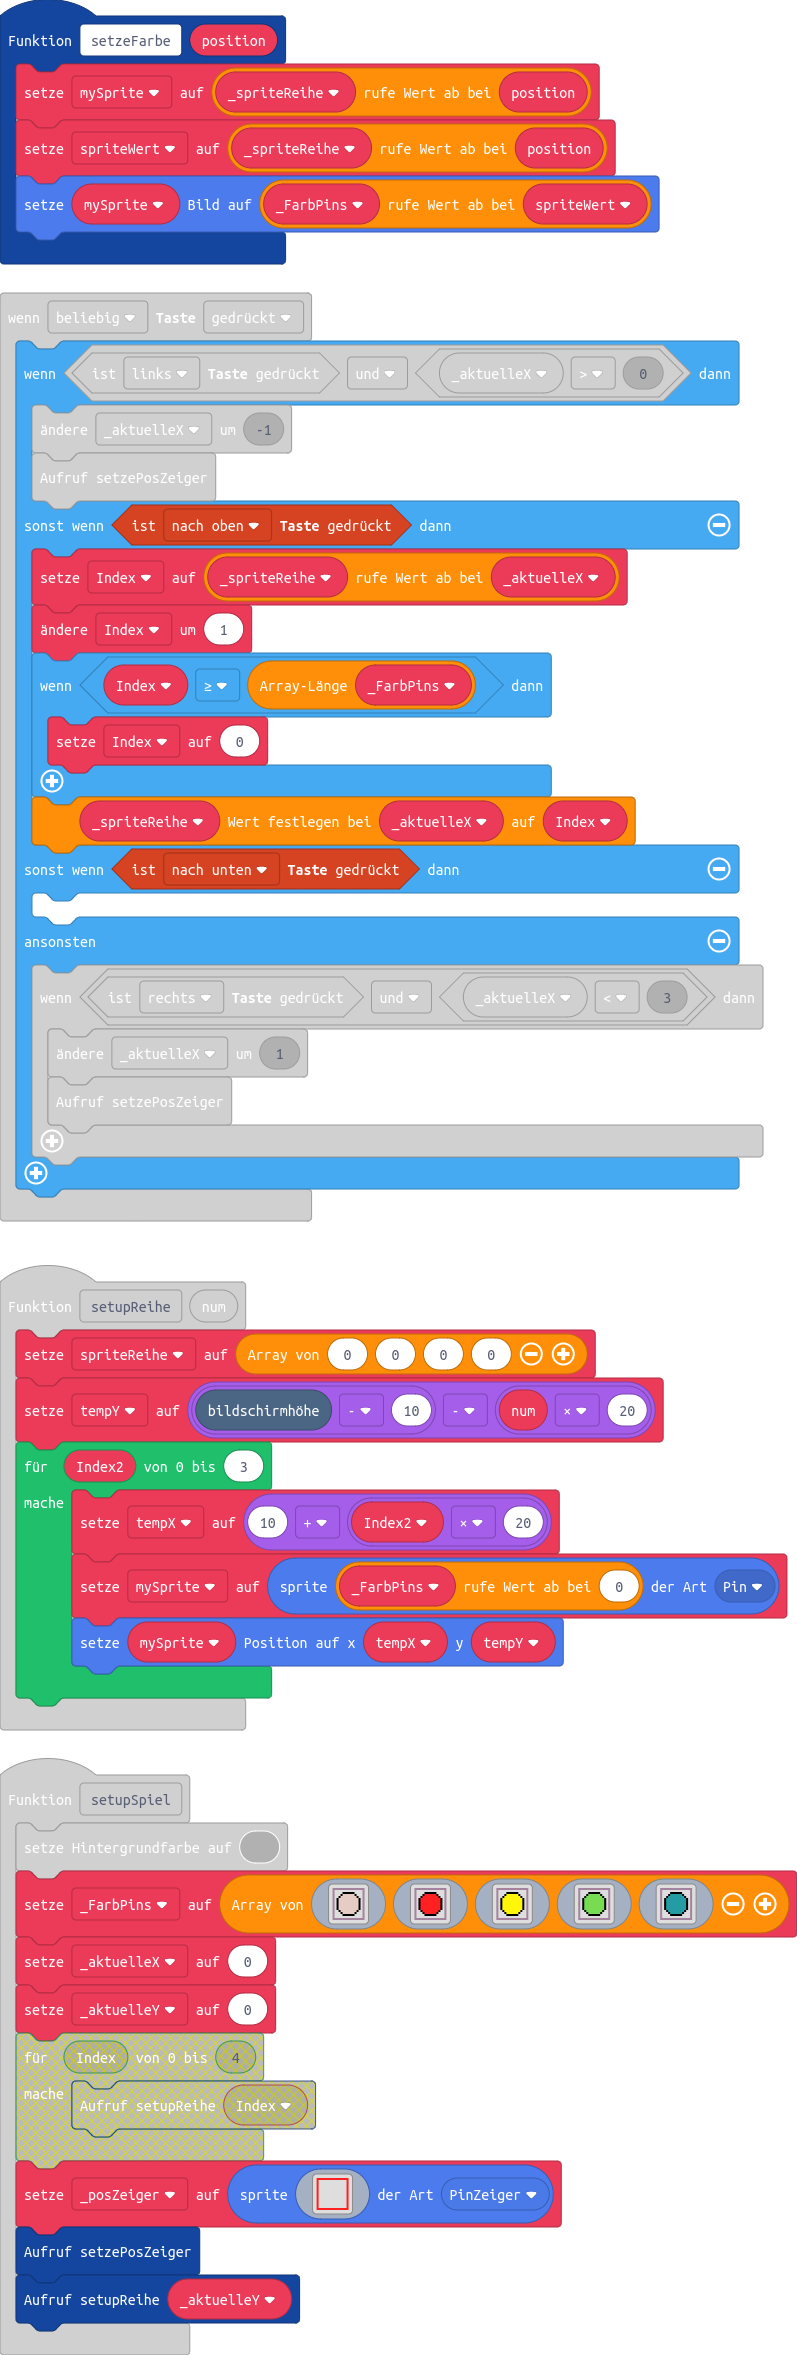 Funktion setzeFarbe position
setze mySprite auf _spriteReihe rufe Wert ab bei position
setze spriteWert auf _spriteReihe rufe Wert ab bei position
setze mySprite Bild auf _FarbPins rufe Wert ab bei spriteWert
wenn beliebig Taste gedrückt
wenn ist links Taste gedrückt und _aktuelleX > 0 dann
ändere _aktuelleX um -1
Aufruf setzePosZeiger
sonst wenn ist nach oben Taste gedrückt dann
setze Index auf _spriteReihe rufe Wert ab bei _aktuelleX
ändere Index um 1
wenn Index ≥ Array-Länge _FarbPins dann
setze Index auf 0
_spriteReihe Wert festlegen bei _aktuelleX auf Index
sonst wenn ist nach unten Taste gedrückt dann
ansonsten
wenn ist rechts Taste gedrückt und _aktuelleX < 3 dann
ändere _aktuelleX um 1
Aufruf setzePosZeiger
Funktion setupReihe num
setze spriteReihe auf Array von 0 0 0 0
setze tempY auf bildschirmhöhe - 10 - num × 20
für Index2 von 0 bis 3
mache
setze tempX auf 10 + Index2 × 20
setze mySprite auf sprite _FarbPins rufe Wert ab bei 0 der Art Pin
setze mySprite Position auf x tempX y tempY
Funktion setupSpiel
setze Hintergrundfarbe auf
setze _FarbPins auf Array von
setze _aktuelleX auf 0
setze _aktuelleY auf 0
für Index von 0 bis 4
mache
Aufruf setupReihe Index
setze _posZeiger auf sprite der Art PinZeiger
Aufruf setzePosZeiger
Aufruf setupReihe _aktuelleY